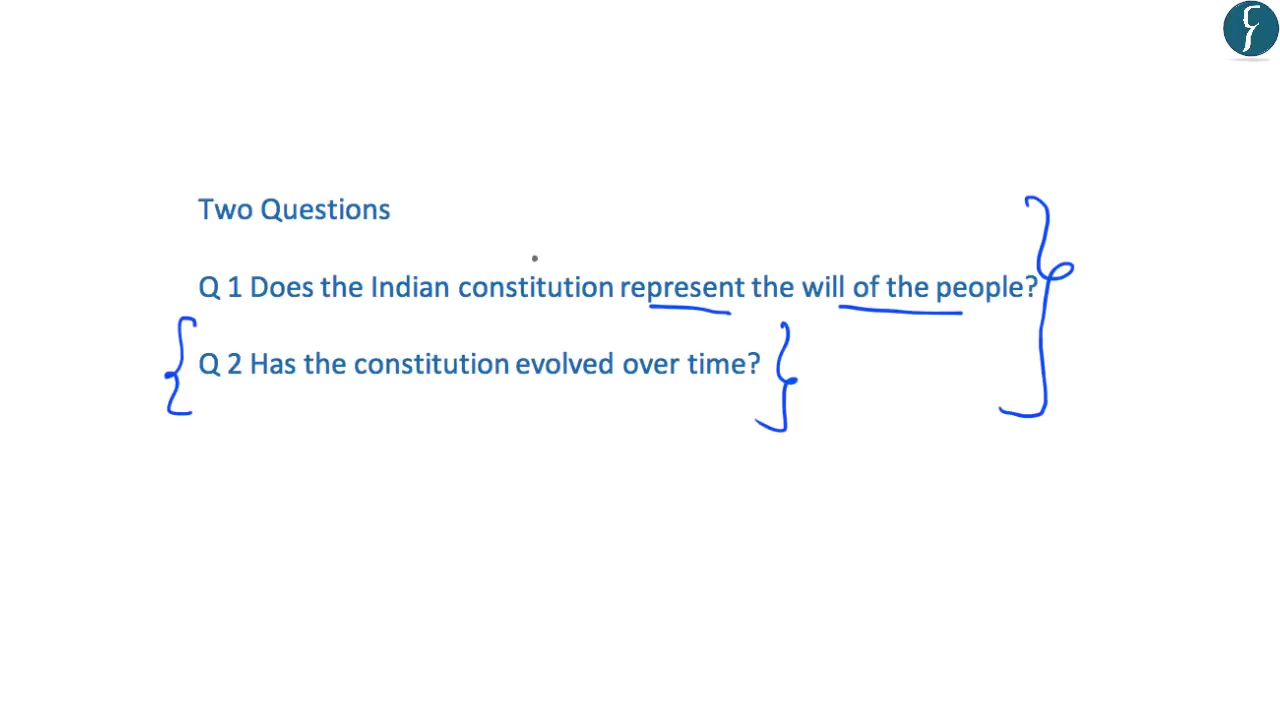 Two Questions
Q 1 Does the Indian constitution represent the will of the people?
Q 2 Has the constitution evolved over time?